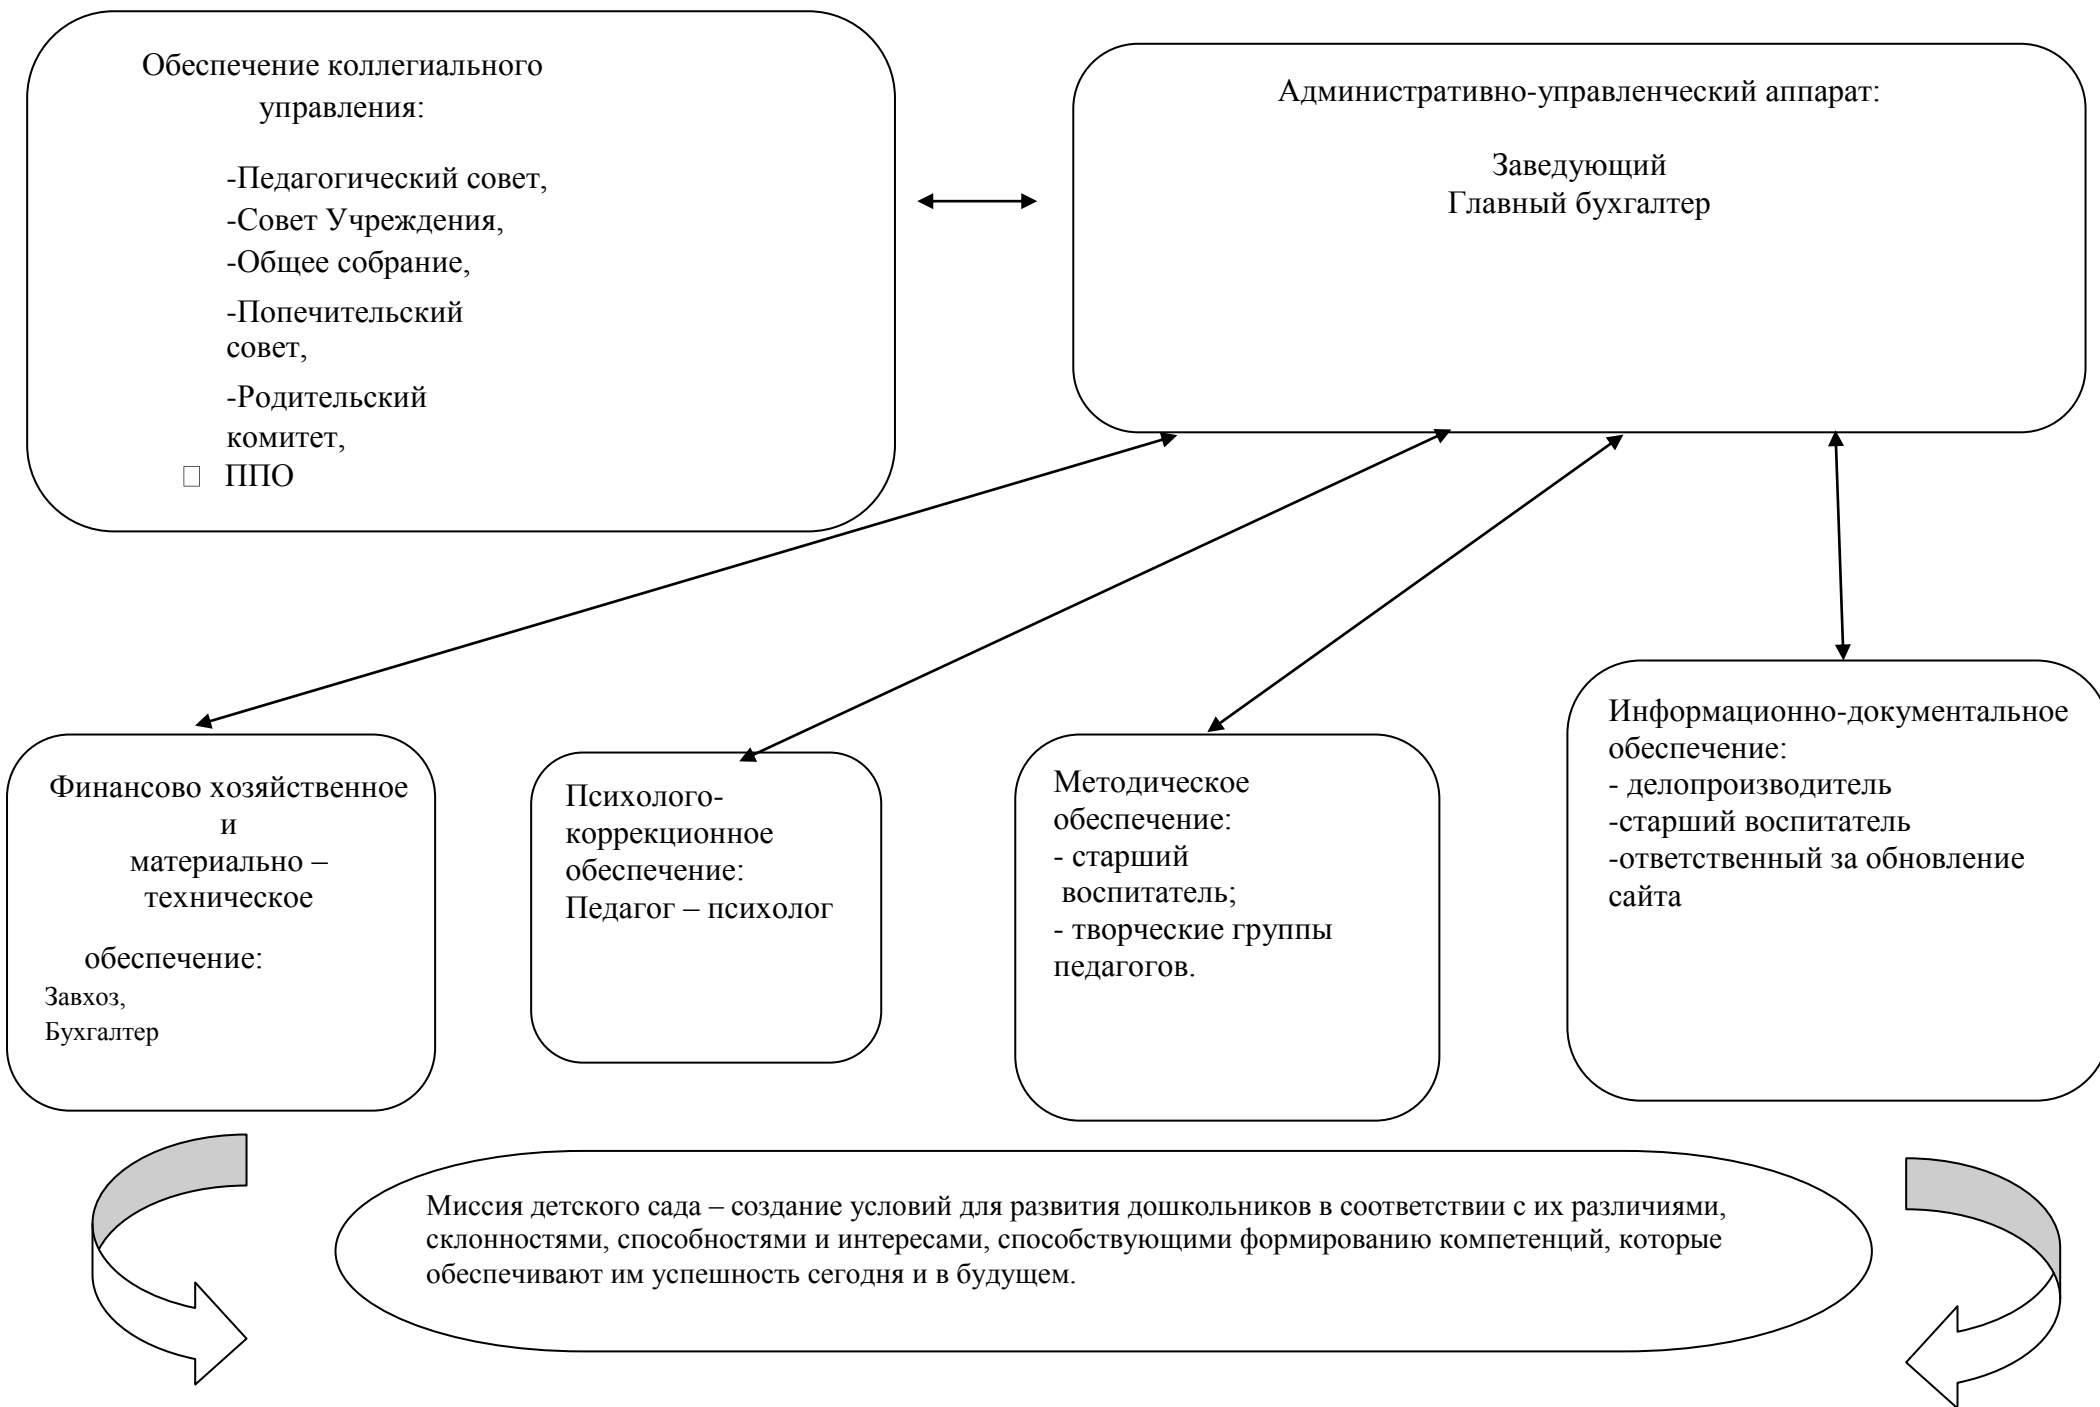 Обеспечение коллегиального
управления:
-Педагогический совет,
-Совет Учреждения,
-Общее собрание,
-Попечительский
совет,
-Родительский
комитет,
ППО
Административно-управленческий аппарат:
Заведующий
Главный бухгалтер
Финансово хозяйственное
и
материально –
техническое
обеспечение:
Завхоз,
Бухгалтер
Психолого-
коррекционное
обеспечение:
Педагог – психолог
Методическое
обеспечение:
- старший
воспитатель;
- творческие группы
педагогов.
Информационно-документальное
обеспечение:
- делопроизводитель
-старший воспитатель
-ответственный за обновление
сайта
Миссия детского сада – создание условий для развития дошкольников в соответствии с их различиями,
склонностями, способностями и интересами, способствующими формированию компетенций, которые
обеспечивают им успешность сегодня и в будущем.